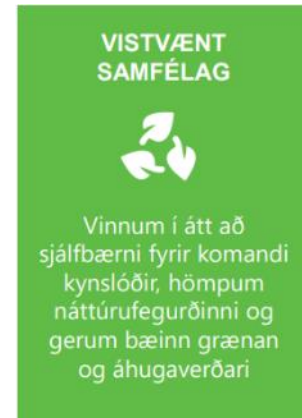 VISTVÆNT
SAMFÉLAG
Vinnum í átt að
sjálfbærni fyrir komandi
kynslóðir, hömpum
náttúrufegurðinni og
gerum bæinn grænan
og áhugaverðari